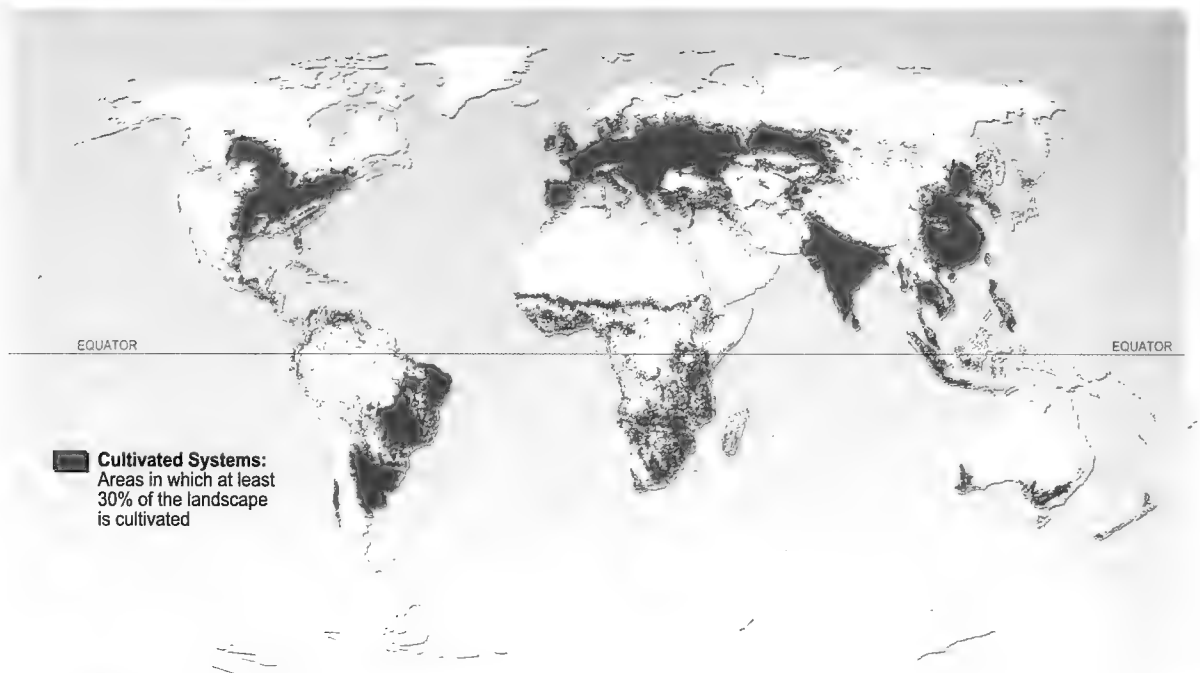 EQUATOR
EQUATOR
Cultivated Systems:
Areas in which at least
30% of the landscape
is cultivated